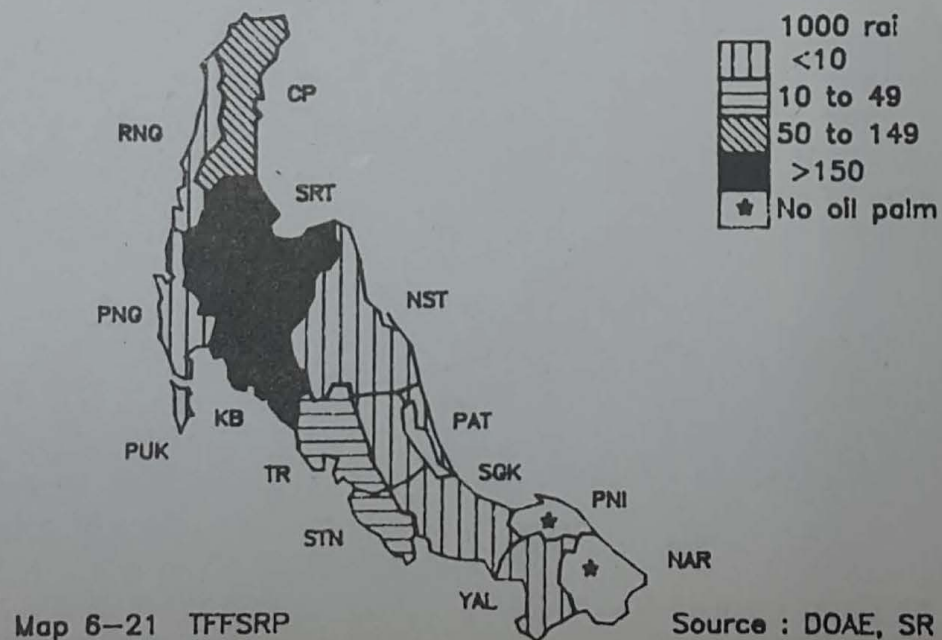 1000 rai
<10
10 to 49
50 to 149
>150
No oil palm
CP
RNG
SRT
NST
PNG
KB
PUK
PAT
TR
SGK
PNI
STN
NAR
YAL
Map 6-21 TFFSRP
Source : DOAE, SR